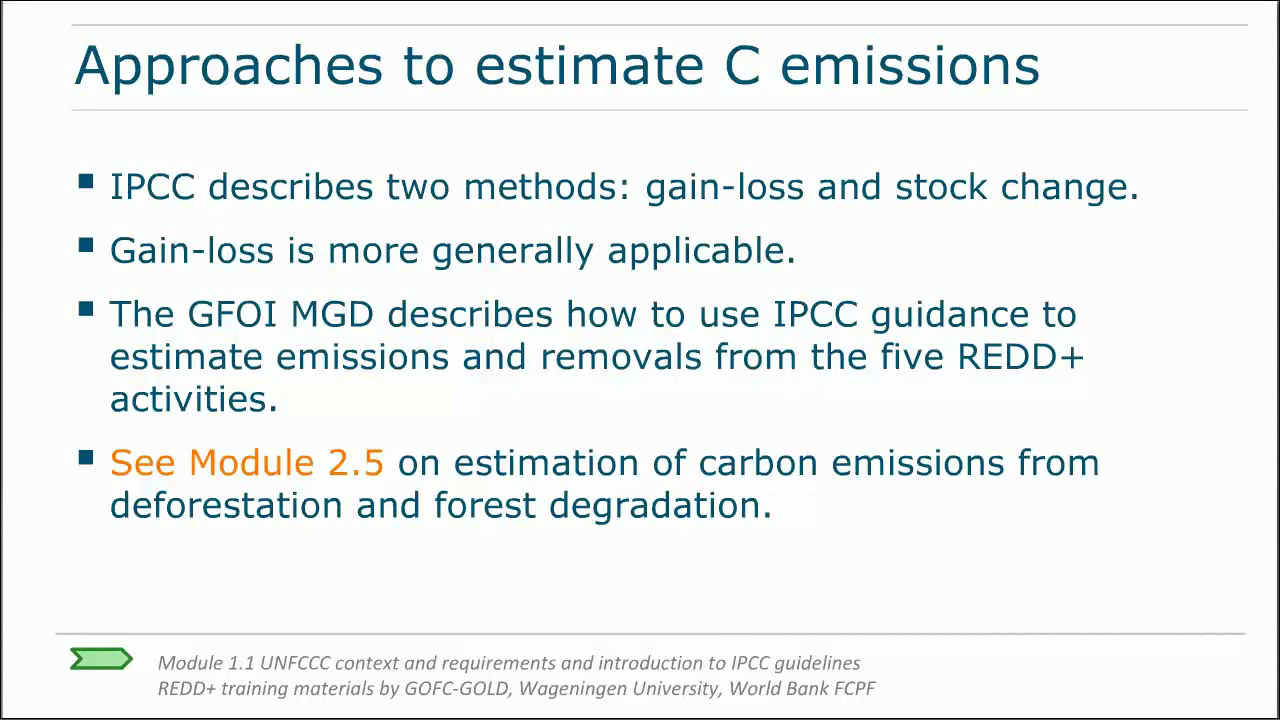 Approaches to estimate C emissions
▪ IPCC describes two methods: gain-loss and stock change.
▪ Gain-loss is more generally applicable.
▪ The GFOI MGD describes how to use IPCC guidance to
estimate emissions and removals from the five REDD+
activities.
▪ See Module 2.5 on estimation of carbon emissions from
deforestation and forest degradation.
Module 1.1 UNFCCC context and requirements and introduction to IPCC guidelines
REDD+ training materials by GOFC-GOLD, Wageningen University, World Bank FCPF